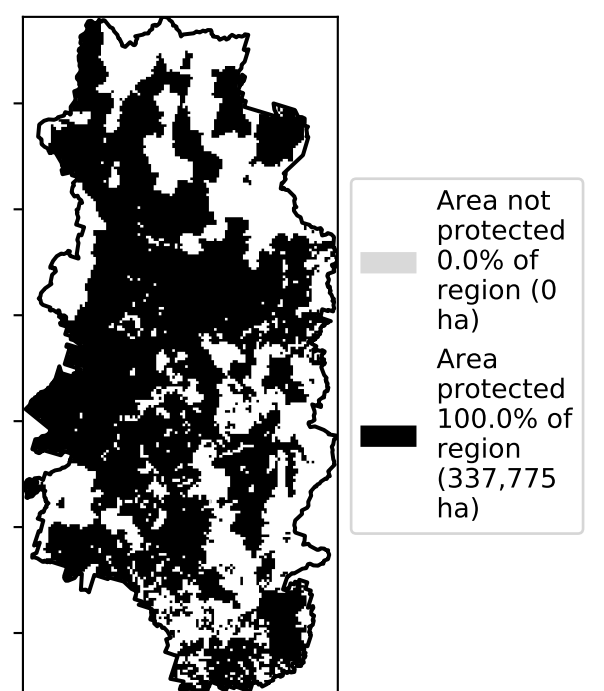 Area not
protected
0.0% of
region (0
ha)
Area
protected
100.0% of
region
(337,775
ha)